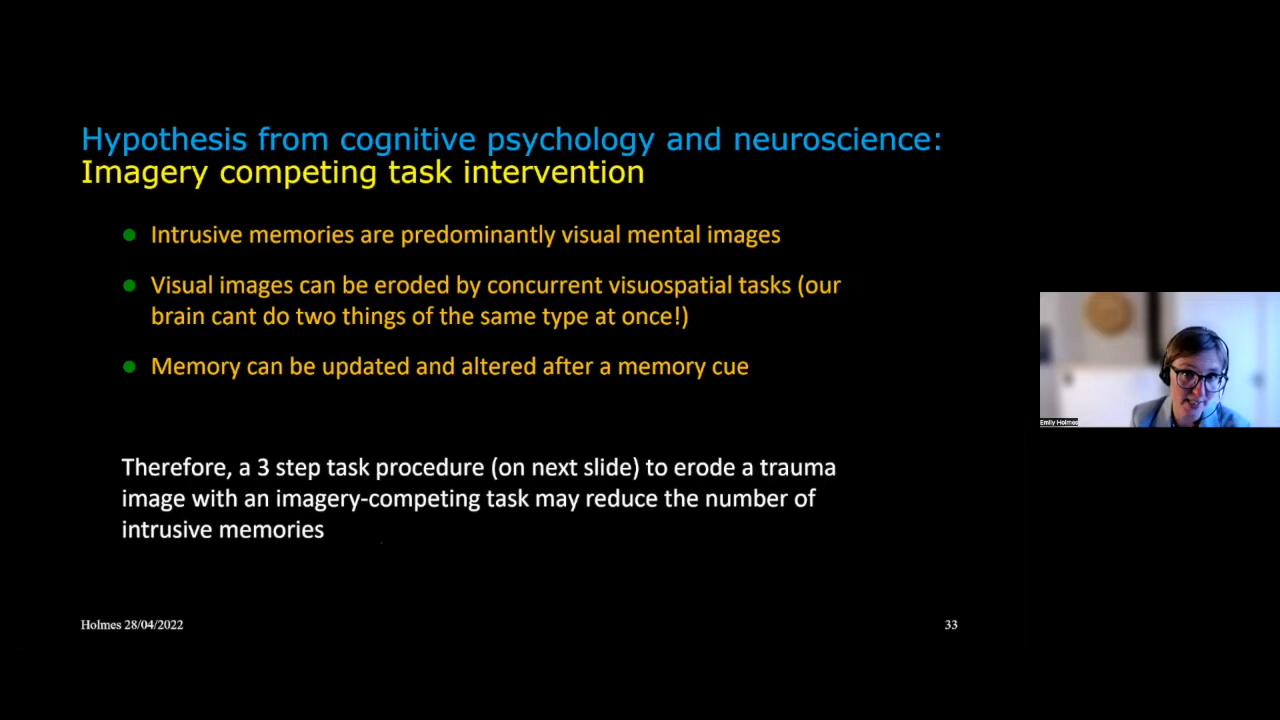 Hypothesis from cognitive psychology and neuroscience:
Imagery competing task intervention
Intrusive memories are predominantly visual mental images
Visual images can be eroded by concurrent visuospatial tasks (our
brain cant do two things of the same type at once!)
Memory can be updated and altered after a memory cue
Therefore, a 3 step task procedure (on next slide) to erode a trauma
image with an imagery-competing task may reduce the number of
intrusive memories
Holmes 28/04/2022
33
Emily Holmes